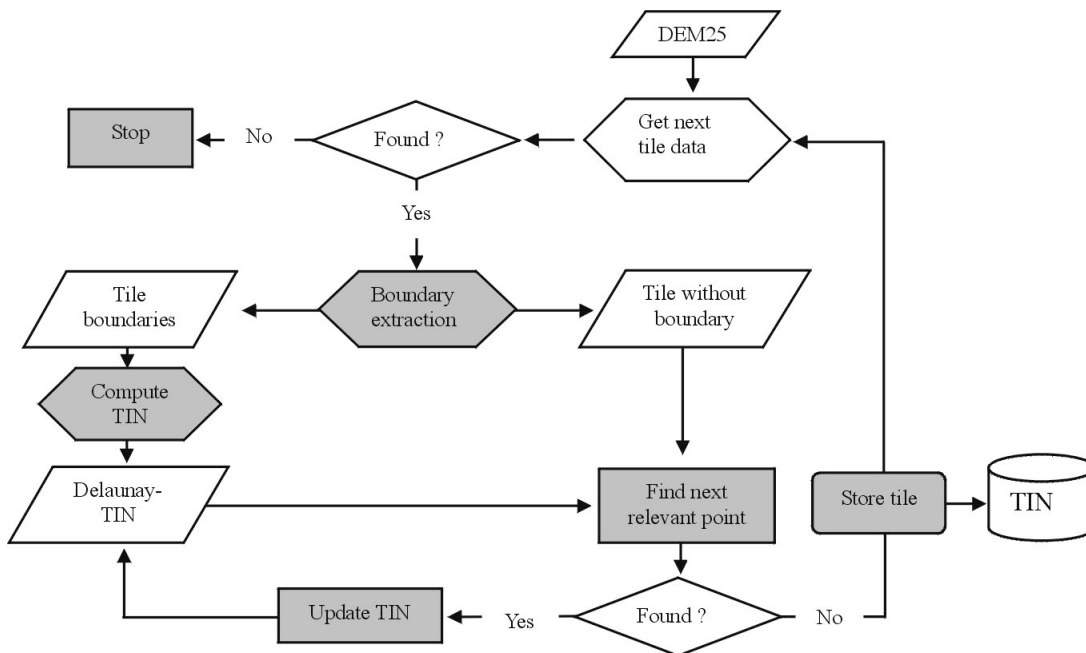 DEM25
Get next
tile data
Found ?
No
Stop
Yes
Boundary
extraction
Tile
boundaries
Tile without
boundary
Compute
TIN
Delaunay-
TIN
Find next
relevant point
Store tile
TIN
Found ?
Yes
No
Update TIN